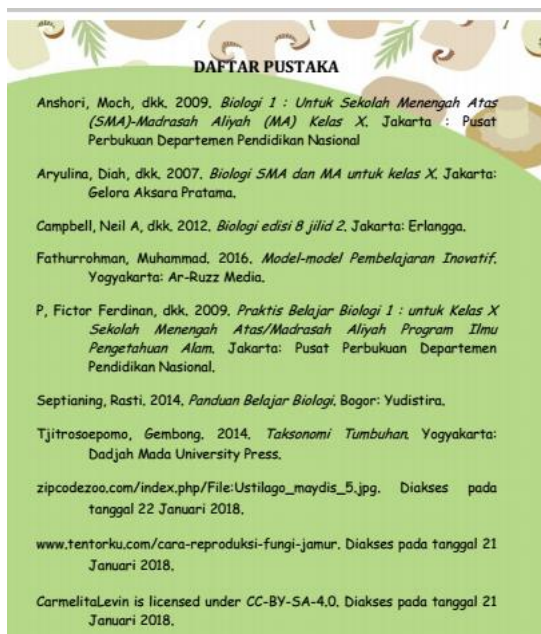 DAFTAR PUSTAKA
Anshori, Moch, dkk. 2009. Biologi 1 : Untuk Sekolah Menengah Atas
(SMA)-Madrasah Aliyah (MA) Kelas X. Jakarta : Pusat
Perbukuan Departemen Pendidikan Nasional
Aryulina, Diah, dkk. 2007. Biologi SMA dan MA untuk kelas X. Jakarta:
Gelora Aksara Pratama.
Campbell, Neil A, dkk. 2012. Biologi edisi 8 jilid 2. Jakarta: Erlangga.
Fathurrohman, Muhammad. 2016. Model-model Pembelajaran Inovatif.
Yogyakarta: Ar-Ruzz Media.
P, Fictor Ferdinan, dkk. 2009. Praktis Belajar Biologi 1 : untuk Kelas X
Sekolah Menengah Atas/Madrasah Aliyah Program Ilmu
Pengetahuan Alam. Jakarta: Pusat Perbukuan Departemen
Pendidikan Nasional.
Septianing, Rasti. 2014. Panduan Belajar Biologi. Bogor: Yudistira.
Tjitrosoepomo, Gembong. 2014. Taksonomi Tumbuhan. Yogyakarta:
Dadjah Mada University Press.
zipcodezoo.com/index.php/File:Ustilago_maydis_5.jpg. Diakses pada
tanggal 22 Januari 2018.
www.tentorku.com/cara-reproduksi-fungi-jamur. Diakses pada tanggal 21
Januari 2018.
CarmelitaLevin is licensed under CC-BY-SA-4.0. Diakses pada tanggal 21
Januari 2018.